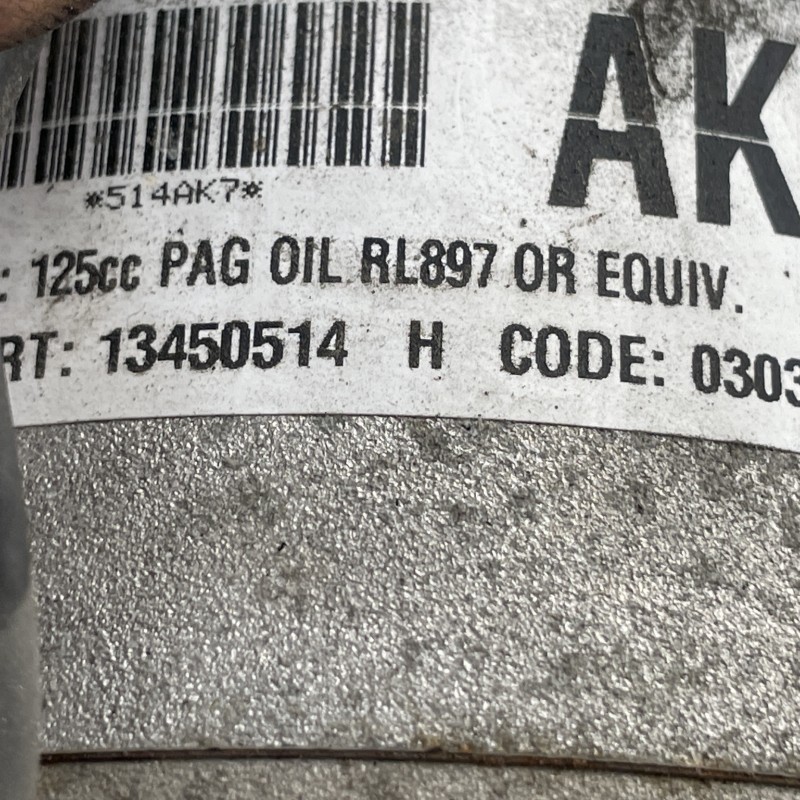 AK
*514AK7*
: 125cc PAG OIL RL897 OR EQUIV.
RT: 13450514 H CODE: 0303